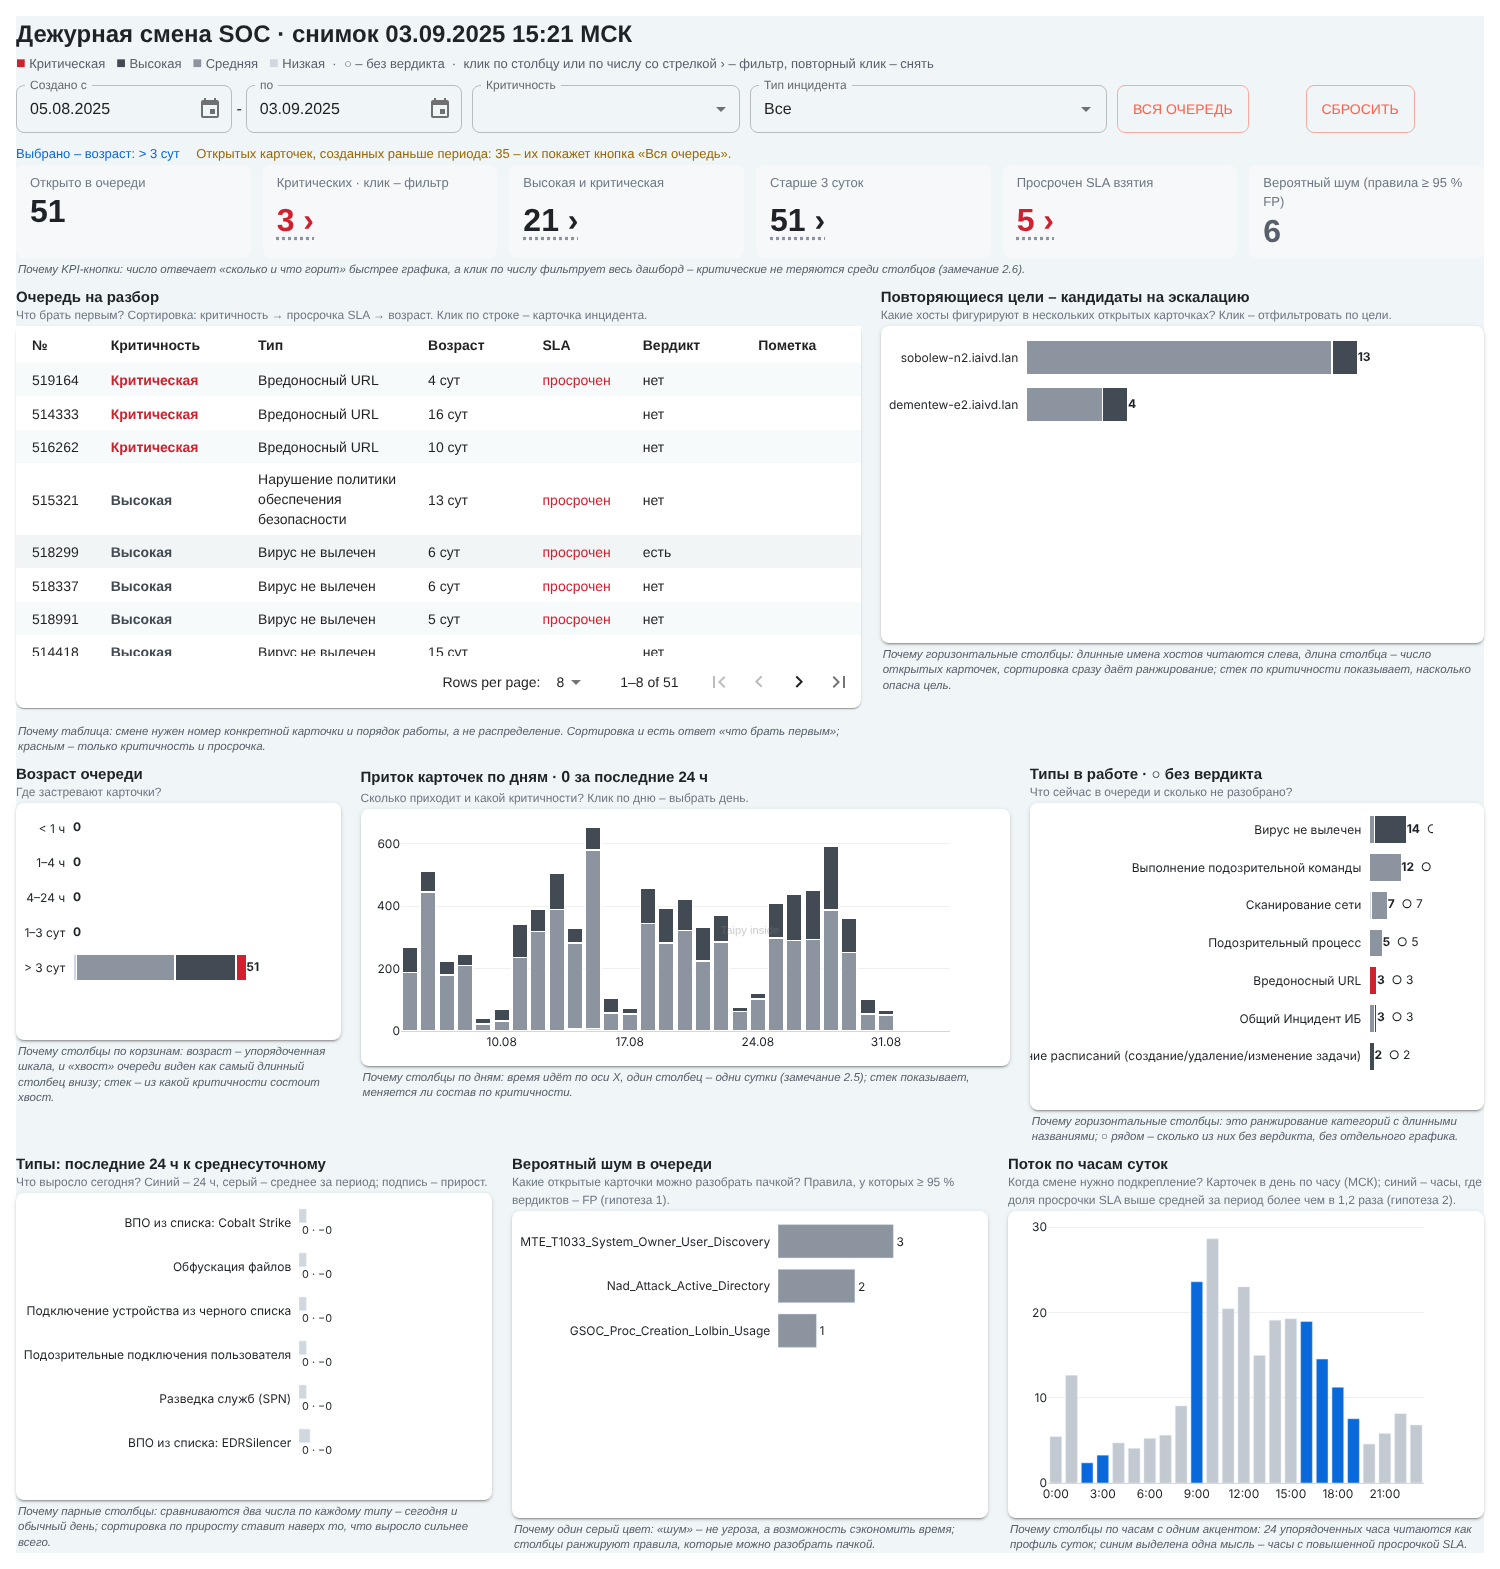 Дежурная смена SOC · снимок 03.09.2025 15:21 МСК
■ Критическая ■ Высокая ■ Средняя ■ Низкая · ○ – без вердикта · клик по столбцу или по числу со стрелкой › – фильтр, повторный клик – снять
Создано с
05.08.2025
-
по
03.09.2025
Критичность
Тип инцидента
Все
ВСЯ ОЧЕРЕДЬ
СБРОСИТЬ
Выбрано – возраст: > 3 сут Открытых карточек, созданных раньше периода: 35 – их покажет кнопка «Вся очередь».
Открыто в очереди
51
Критических · клик – фильтр
3 ›
Высокая и критическая
21 ›
Старше 3 суток
51 ›
Просрочен SLA взятия
5 ›
Вероятный шум (правила ≥ 95 %
FP)
6
Почему KPI-кнопки: число отвечает «сколько и что горит» быстрее графика, а клик по числу фильтрует весь дашборд – критические не теряются среди столбцов (замечание 2.6).
Очередь на разбор
Что брать первым? Сортировка: критичность → просрочка SLA → возраст. Клик по строке – карточка инцидента.
№ Критичность Тип Возраст SLA Вердикт Пометка
519164 Критическая Вредоносный URL 4 сут просрочен нет
514333 Критическая Вредоносный URL 16 сут нет
516262 Критическая Вредоносный URL 10 сут нет
515321 Высокая Нарушение политики обеспечения безопасности 13 сут просрочен нет
518299 Высокая Вирус не вылечен 6 сут просрочен есть
518337 Высокая Вирус не вылечен 6 сут просрочен нет
518991 Высокая Вирус не вылечен 5 сут просрочен нет
514418 Высокая Вирус не вылечен 15 сут нет
Rows per page: 8 1–8 of 51
Почему таблица: смене нужен номер конкретной карточки и порядок работы, а не распределение. Сортировка и есть ответ «что брать первым»;
красным – только критичность и просрочка.
Повторяющиеся цели – кандидаты на эскалацию
Какие хосты фигурируют в нескольких открытых карточках? Клик – отфильтровать по цели.
sobolew-n2.iaivd.lan 13
dementew-e2.iaivd.lan 4
Почему горизонтальные столбцы: длинные имена хостов читаются слева, длина столбца – число
открытых карточек, сортировка сразу даёт ранжирование; стек по критичности показывает, насколько
опасна цель.
Возраст очереди
Где застревают карточки?
< 1 ч 0
1–4 ч 0
4–24 ч 0
1–3 сут 0
> 3 сут 51
Почему столбцы по корзинам: возраст – упорядоченная
шкала, и «хвост» очереди виден как самый длинный
столбец внизу; стек – из какой критичности состоит
хвост.
Приток карточек по дням · 0 за последние 24 ч
Сколько приходит и какой критичности? Клик по дню – выбрать день.
600
400
200
0
Taipy inside
10.08 17.08 24.08 31.08
Почему столбцы по дням: время идёт по оси X, один столбец – одни сутки (замечание 2.5); стек показывает,
меняется ли состав по критичности.
Типы в работе · ○ без вердикта
Что сейчас в очереди и сколько не разобрано?
Вирус не вылечен 14
Выполнение подозрительной команды 12 ○
Сканирование сети 7 ○ 7
Подозрительный процесс 5 ○ 5
Вредоносный URL 3 ○ 3
Общий Инцидент ИБ 3 ○ 3
ние расписаний (создание/удаление/изменение задачи) 2 ○ 2
Почему горизонтальные столбцы: это ранжирование категорий с длинными
названиями; ○ рядом – сколько из них без вердикта, без отдельного графика.
Типы: последние 24 ч к среднесуточному
Что выросло сегодня? Синий – 24 ч, серый – среднее за период; подпись – прирост.
ВПО из списка: Cobalt Strike 0 · −0
Обфускация файлов 0 · −0
Подключение устройства из черного списка 0 · −0
Подозрительные подключения пользователя 0 · −0
Разведка служб (SPN) 0 · −0
ВПО из списка: EDRSilencer 0 · −0
Почему парные столбцы: сравниваются два числа по каждому типу – сегодня и
обычный день; сортировка по приросту ставит наверх то, что выросло сильнее
всего.
Вероятный шум в очереди
Какие открытые карточки можно разобрать пачкой? Правила, у которых ≥ 95 %
вердиктов – FP (гипотеза 1).
MTE_T1033_System_Owner_User_Discovery 3
Nad_Attack_Active_Directory 2
GSOC_Proc_Creation_Lolbin_Usage 1
Почему один серый цвет: «шум» – не угроза, а возможность сэкономить время;
столбцы ранжируют правила, которые можно разобрать пачкой.
Поток по часам суток
Когда смене нужно подкрепление? Карточек в день по часу (МСК); синий – часы, где
доля просрочки SLA выше средней за период более чем в 1,2 раза (гипотеза 2).
30
20
10
0
0:00 3:00 6:00 9:00 12:00 15:00 18:00 21:00
Почему столбцы по часам с одним акцентом: 24 упорядоченных часа читаются как
профиль суток; синим выделена одна мысль – часы с повышенной просрочкой SLA.